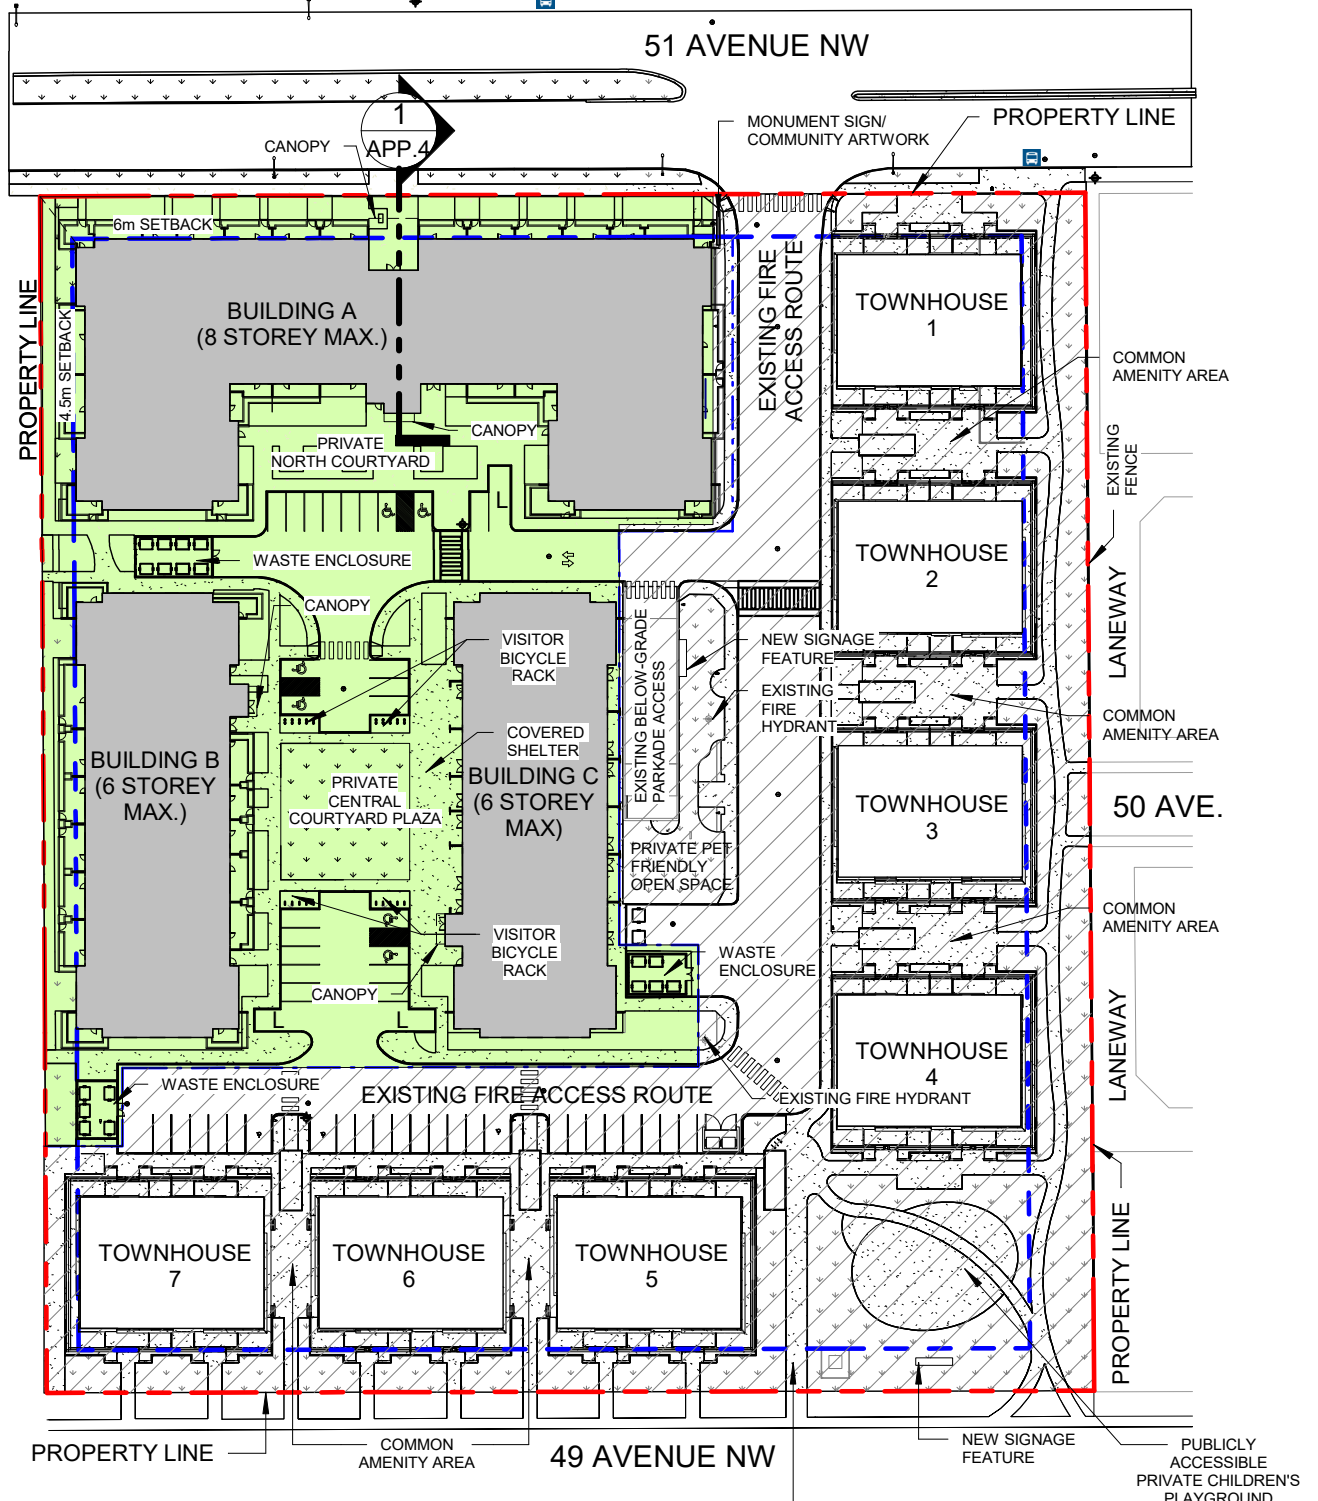 51 AVENUE NW
1
APP.4
CANOPY
MONUMENT SIGN/
COMMUNITY ARTWORK
PROPERTY LINE
6m SETBACK
PROPERTY LINE
4.5m SETBACK
BUILDING A
(8 STOREY MAX.)
EXISTING FIRE
ACCESS ROUTE
TOWNHOUSE
1
COMMON
AMENITY AREA
CANOPY
PRIVATE
NORTH COURTYARD
EXISTING
FENCE
L
WASTE ENCLOSURE
TOWNHOUSE
2
LANEWAY
CANOPY
VISITOR
BICYCLE
RACK
EXISTING BELOW-GRADE
PARKADE ACCESS
NEW SIGNAGE
FEATURE
EXISTING
FIRE
HYDRANT
COMMON
AMENITY AREA
COVERED
SHELTER
BUILDING B
(6 STOREY
MAX.)
PRIVATE
CENTRAL
COURTYARD PLAZA
BUILDING C
(6 STOREY
MAX)
TOWNHOUSE
3
50 AVE.
PRIVATE PET
FRIENDLY
OPEN SPACE
COMMON
AMENITY AREA
VISITOR
BICYCLE
RACK
WASTE
ENCLOSURE
CANOPY
L
L
TOWNHOUSE
4
LANEWAY
WASTE ENCLOSURE
EXISTING FIRE ACCESS ROUTE
EXISTING FIRE HYDRANT
TOWNHOUSE
7
TOWNHOUSE
6
TOWNHOUSE
5
PROPERTY LINE
PROPERTY LINE
COMMON
AMENITY AREA
49 AVENUE NW
NEW SIGNAGE
FEATURE
PUBLICLY
ACCESSIBLE
PRIVATE CHILDREN'S
PLAYGROUND